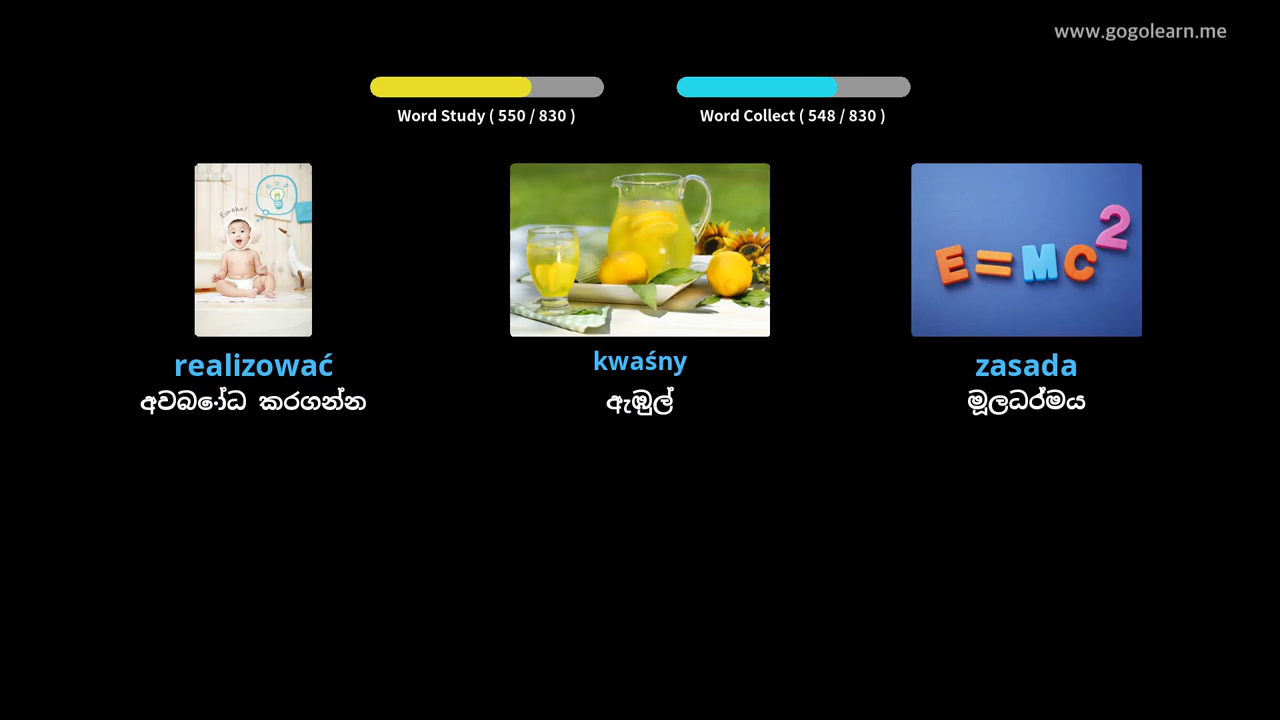 www.gogolearn.me
Word Study ( 550 / 830 )
Word Collect ( 548 / 830 )
Eureka!
E=MC2
realizować
kwaśny
zasada
අවබෝධ කරගන්න
ඇඹුල්
මූලධර්මය